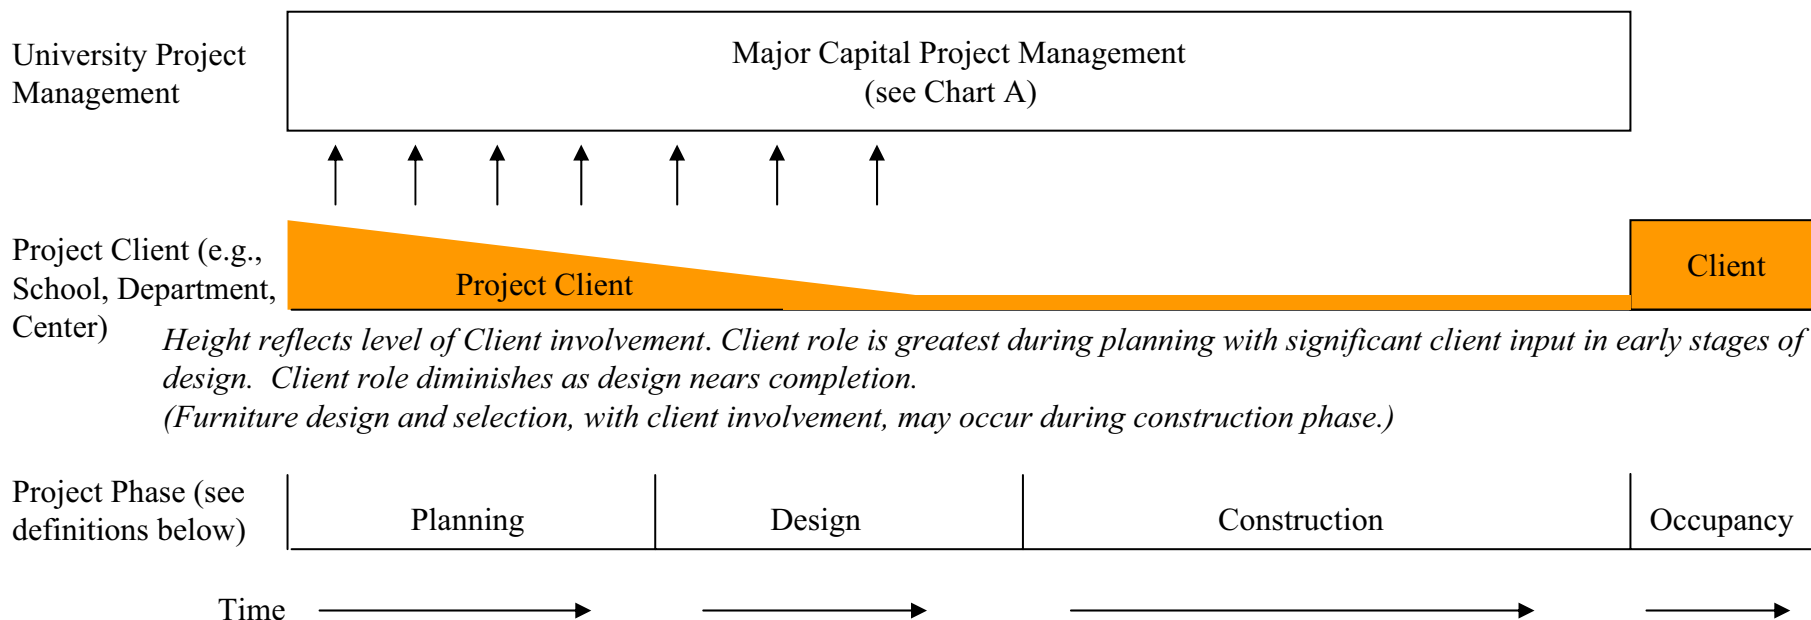 University Project
Management
Major Capital Project Management
(see Chart A)
Project Client (e.g.,
School, Department,
Center)
Project Client
Client
Height reflects level of Client involvement. Client role is greatest during planning with significant client input in early stages of
design.  Client role diminishes as design nears completion.
(Furniture design and selection, with client involvement, may occur during construction phase.)
Project Phase (see
definitions below)
Planning
Design
Construction
Occupancy
Time